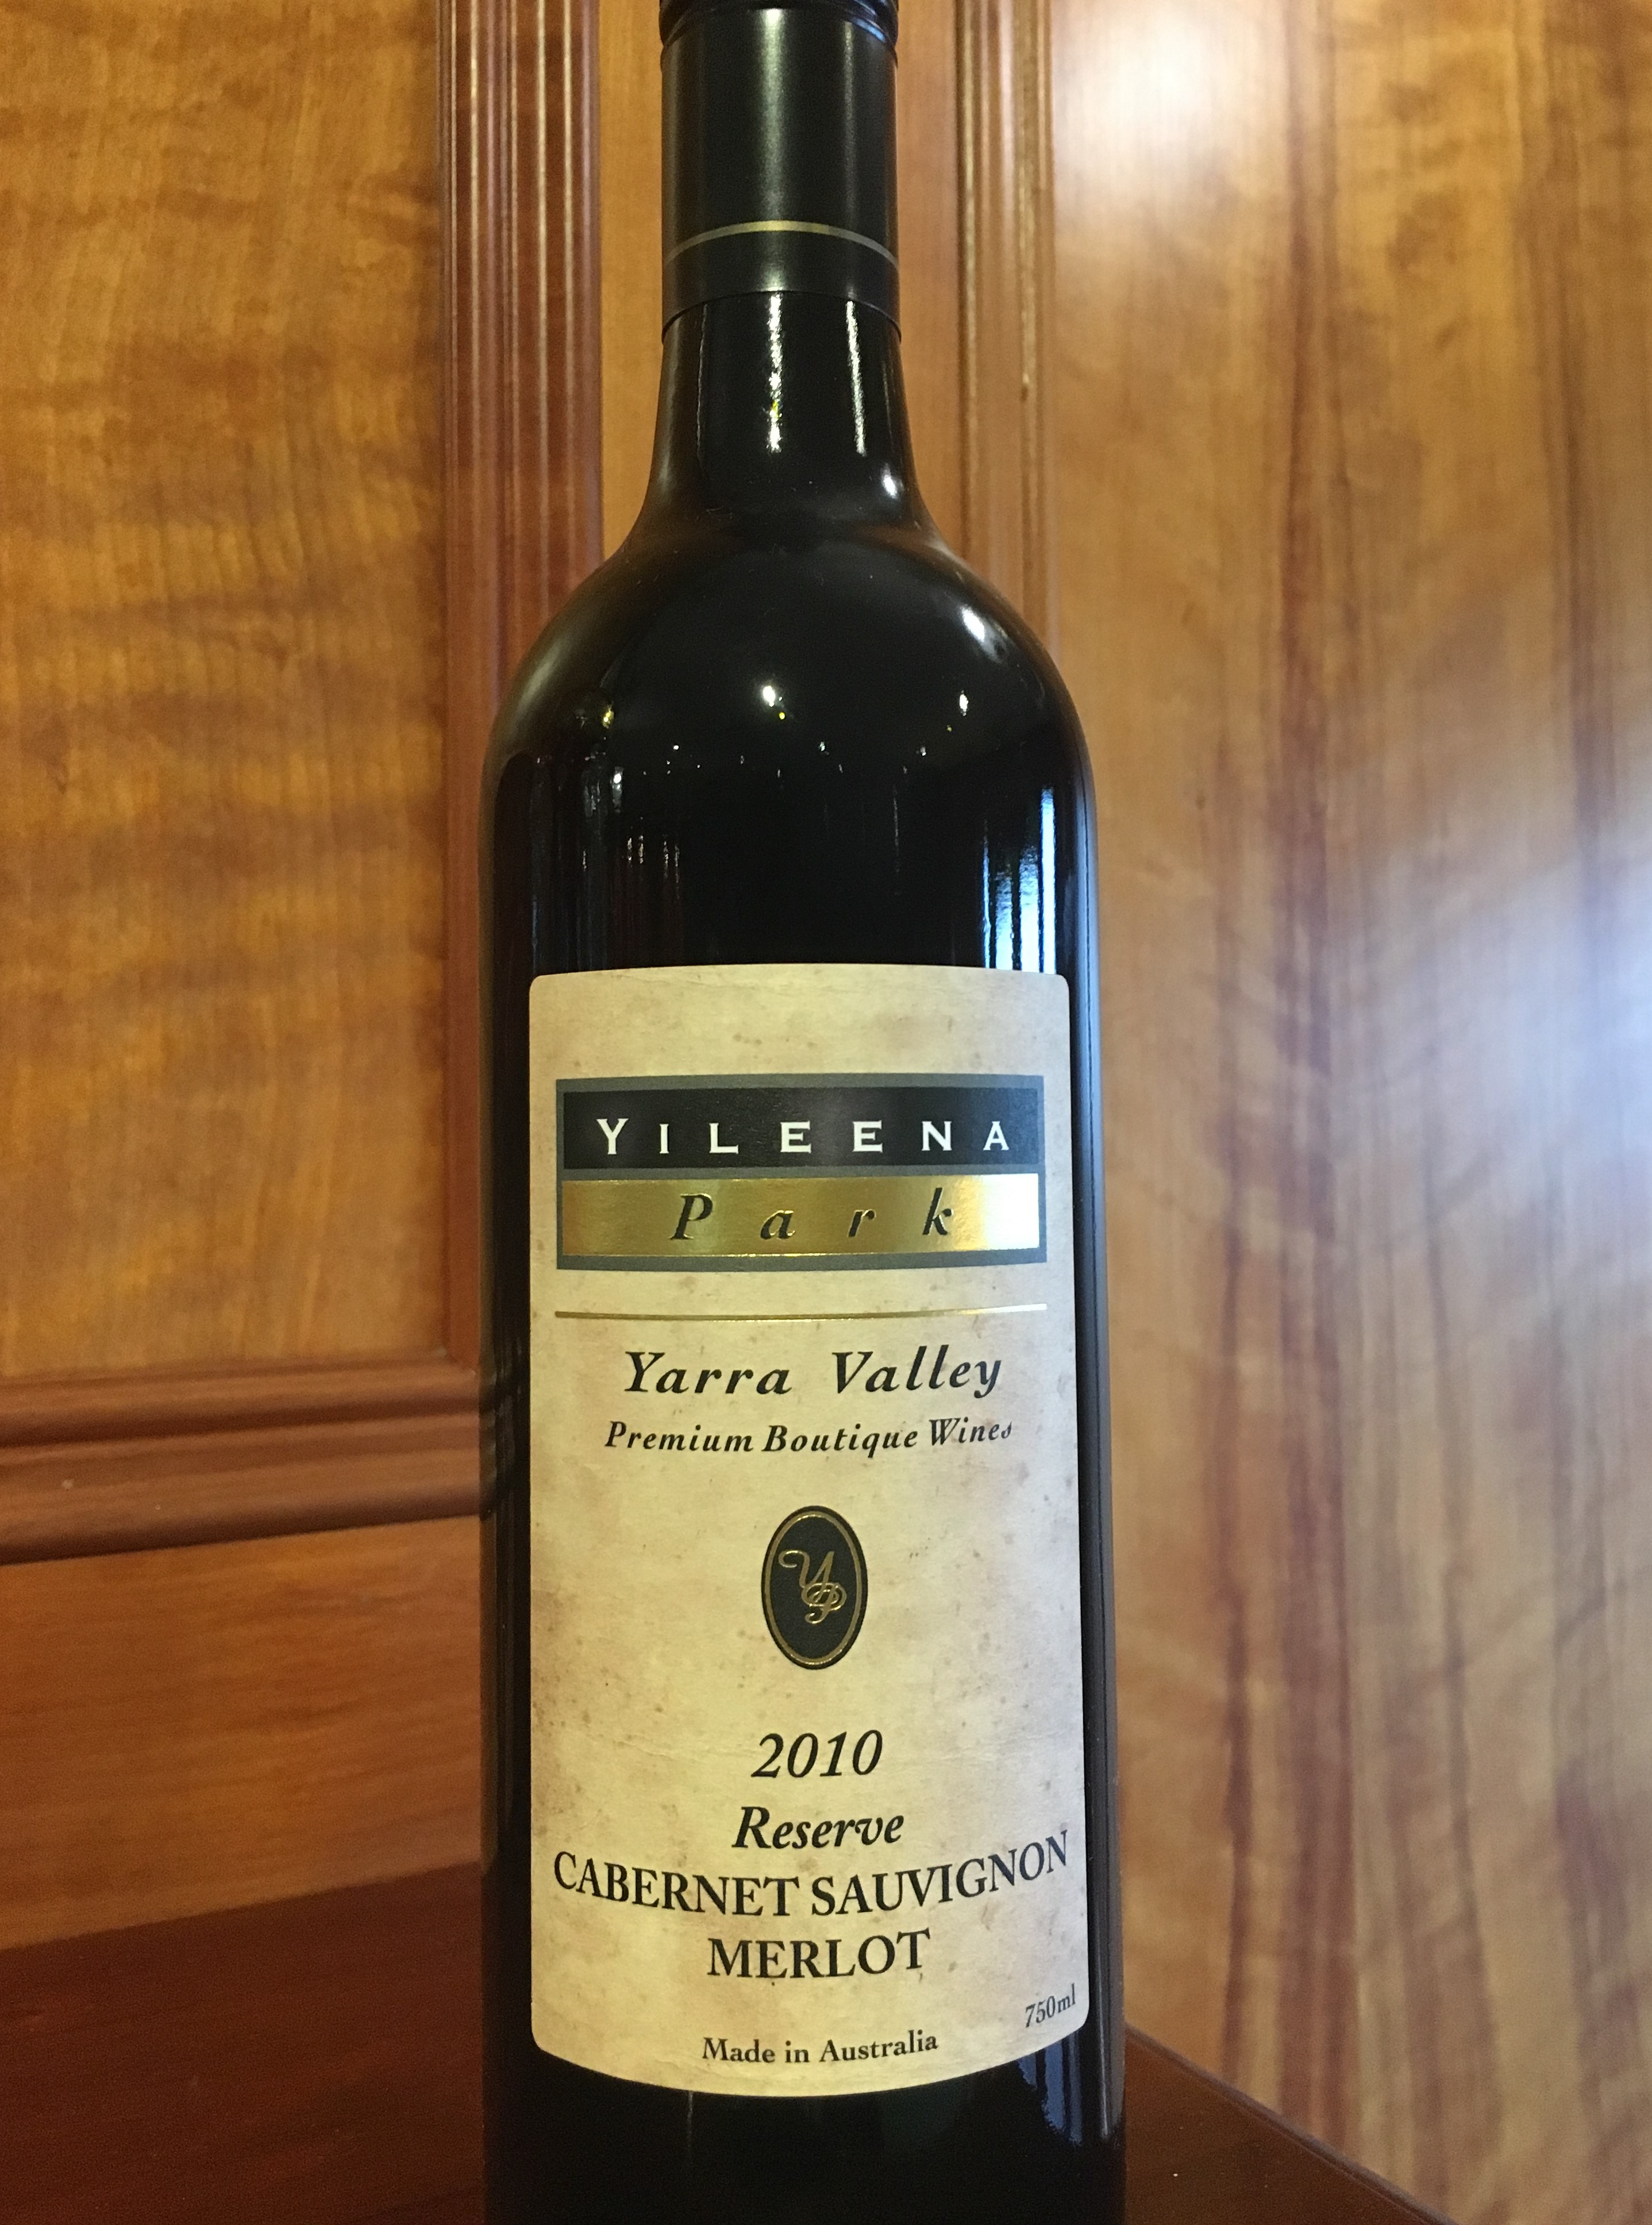 YILEENA
Park
Yarra Valley
Premium Boutique Wines
YP
2010
Reserve
CABERNET SAUVIGNON
MERLOT
750ml
Made in Australia